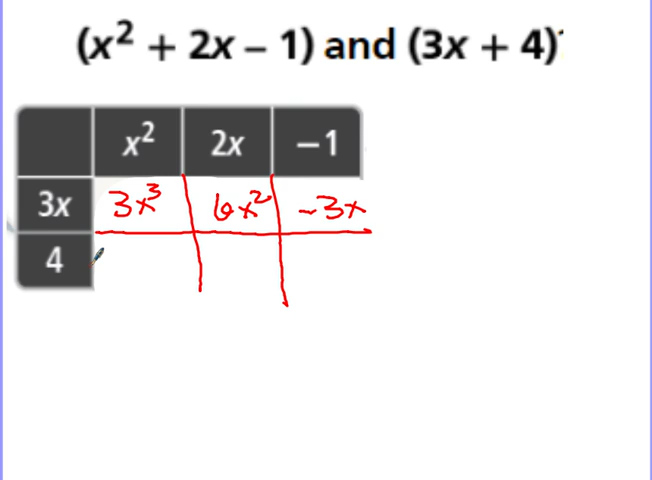 (x² + 2x – 1) and (3x + 4)
x² 2x –1
3x 3x³ 6x² -3x
4